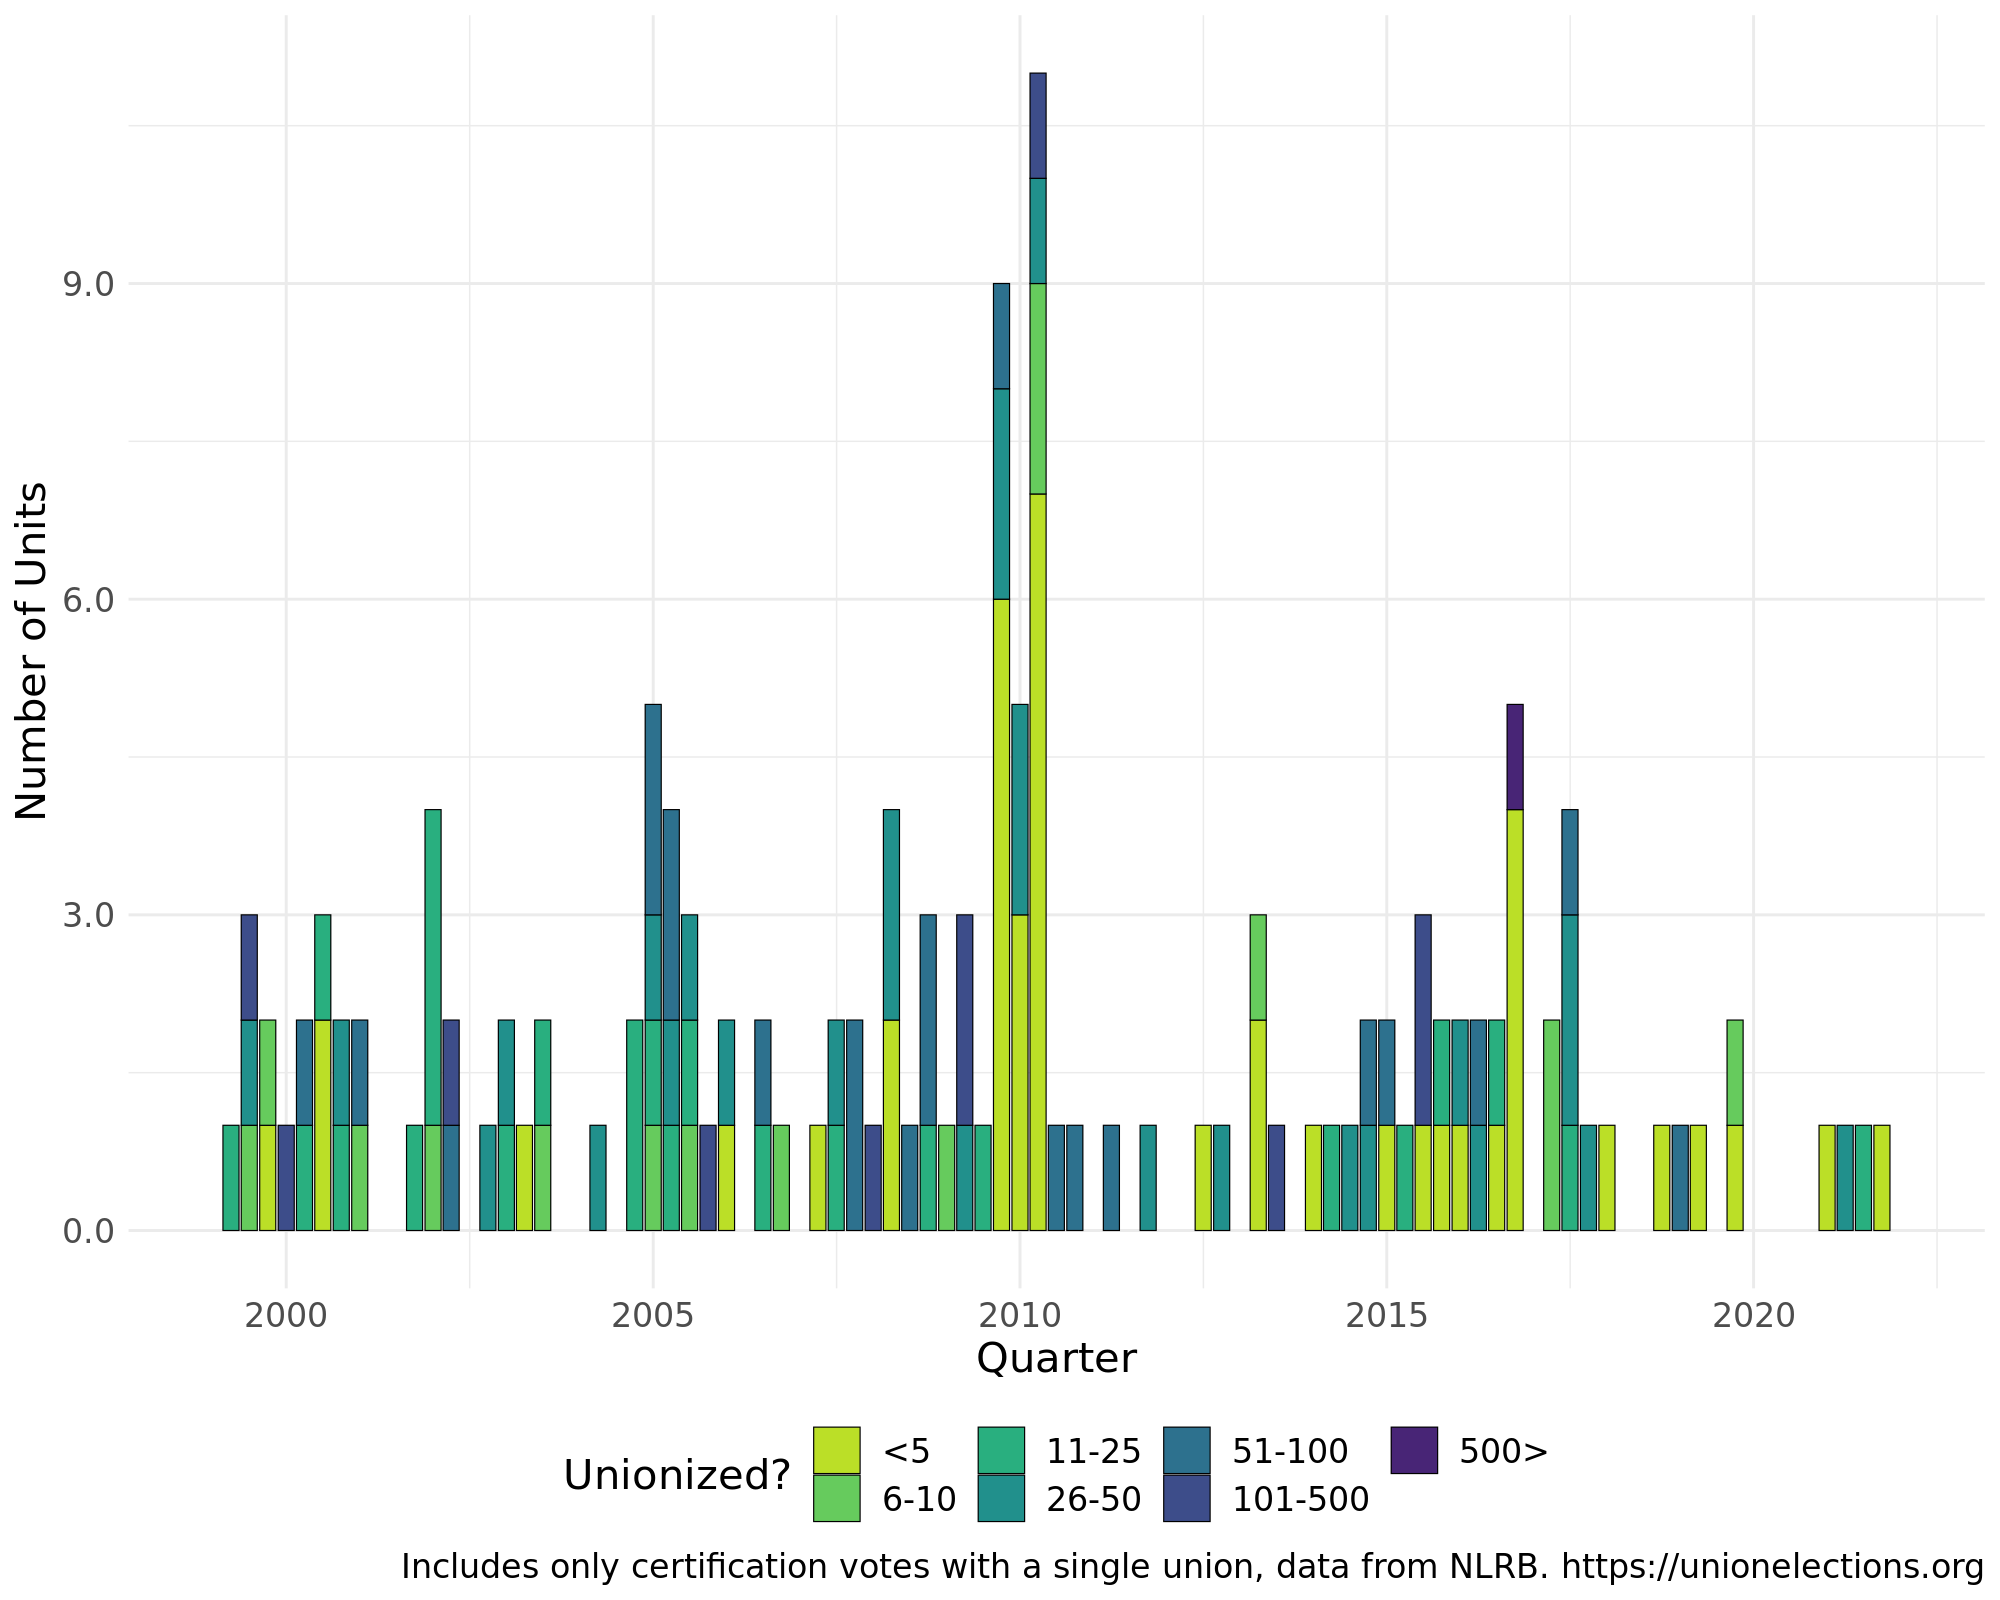 Number of Units
9.0
6.0
3.0
0.0
2000 2005 2010 2015 2020
Quarter
Unionized?
<5 11-25 51-100 500>
6-10 26-50 101-500
Includes only certification votes with a single union, data from NLRB. https://unionelections.org